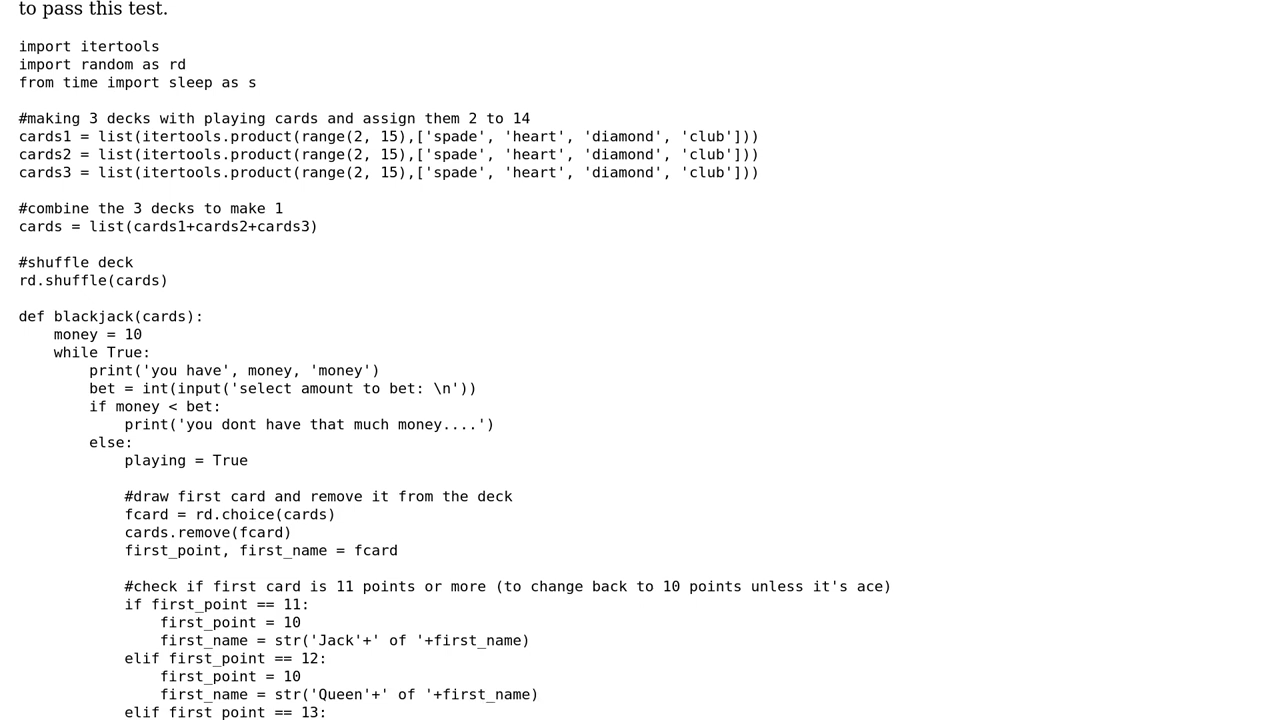 to pass this test.
import itertools
import random as rd
from time import sleep as s
#making 3 decks with playing cards and assign them 2 to 14
cards1 = list(itertools.product(range(2, 15),['spade', 'heart', 'diamond', 'club']))
cards2 = list(itertools.product(range(2, 15),['spade', 'heart', 'diamond', 'club']))
cards3 = list(itertools.product(range(2, 15),['spade', 'heart', 'diamond', 'club']))
#combine the 3 decks to make 1
cards = list(cards1+cards2+cards3)
#shuffle deck
rd.shuffle(cards)
def blackjack(cards):
    money = 10
    while True:
        print('you have', money, 'money')
        bet = int(input('select amount to bet: \n'))
        if money < bet:
            print('you dont have that much money....')
        else:
            playing = True
            #draw first card and remove it from the deck
            fcard = rd.choice(cards)
            cards.remove(fcard)
            first_point, first_name = fcard
            #check if first card is 11 points or more (to change back to 10 points unless it's ace)
            if first_point == 11:
                first_point = 10
                first_name = str('Jack'+' of '+first_name)
            elif first_point == 12:
                first_point = 10
                first_name = str('Queen'+' of '+first_name)
            elif first_point == 13: